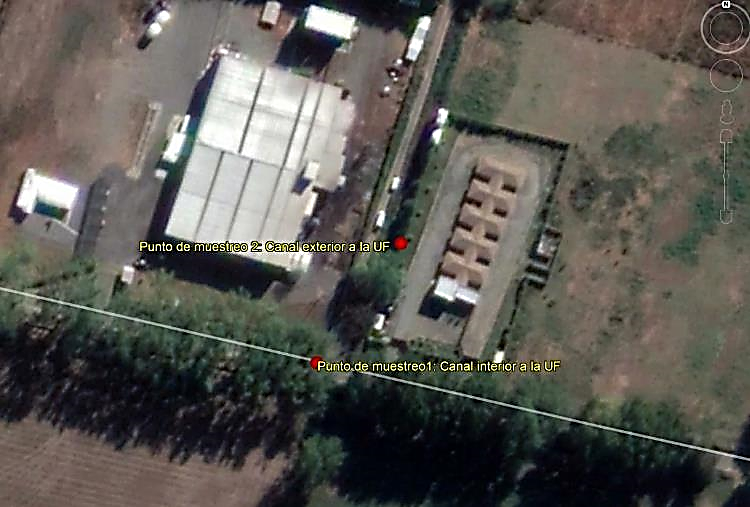 N
Punto de muestreo 2: Canal exterior a la UF
Punto de muestreo1: Canal interior a la UF